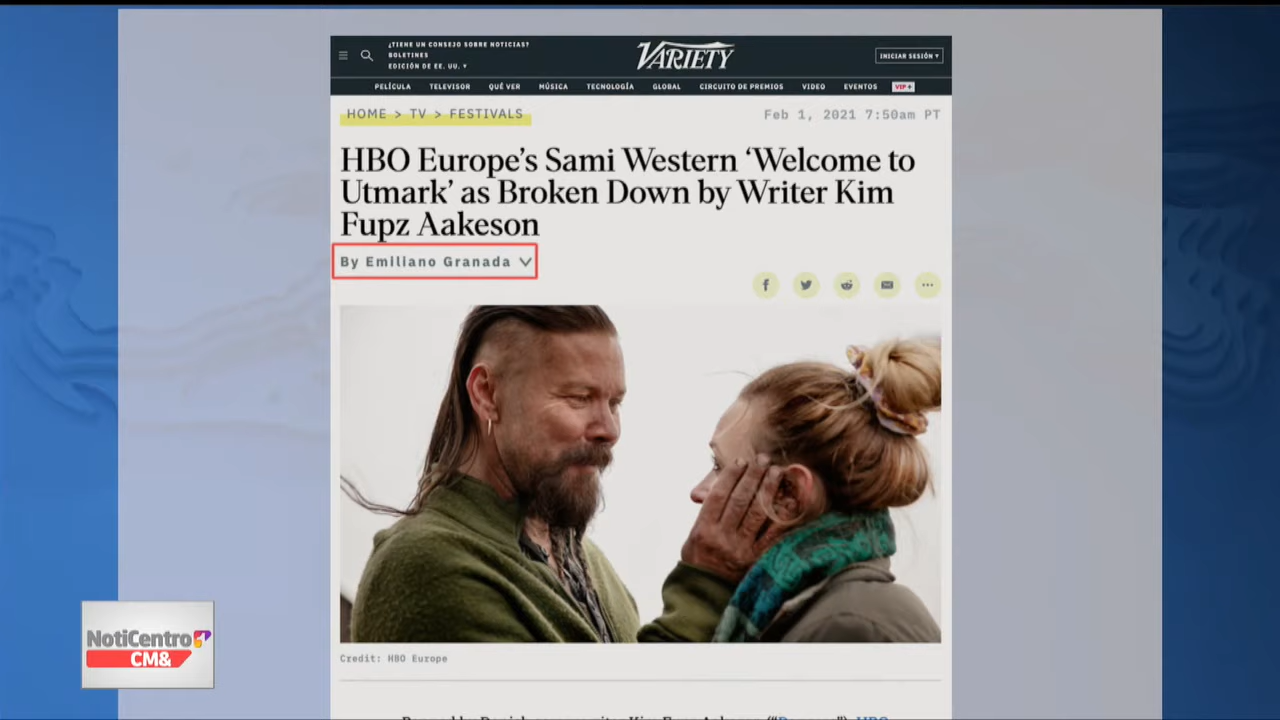 ¿TIENE UN CONSEJO SOBRE NOTICIAS?
BOLETINES
EDICIÓN DE EE. UU. ▾
VARIETY
INICIAR SESIÓN ▾
PELÍCULA TELEVISOR QUÉ VER MÚSICA TECNOLOGÍA GLOBAL CIRCUITO DE PREMIOS VIDEO EVENTOS VIP+
HOME > TV > FESTIVALS
Feb 1, 2021 7:50am PT
HBO Europe's Sami Western ‘Welcome to
Utmark’ as Broken Down by Writer Kim
Fupz Aakeson
By Emiliano Granada
Credit: HBO Europe
NotiCentro 1
CM&